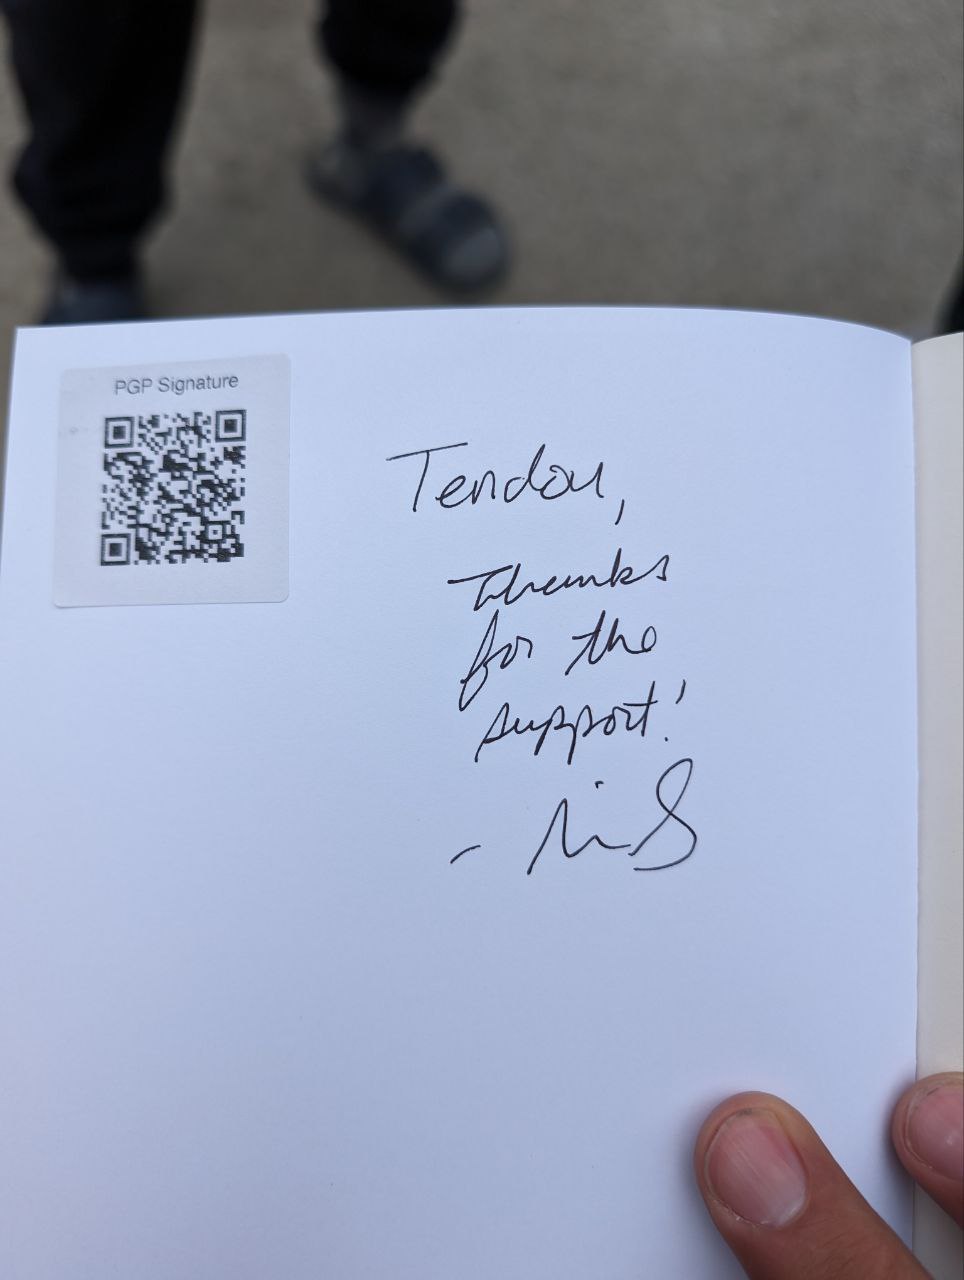 PGP Signature
Tendou,
Thanks
for the
support!